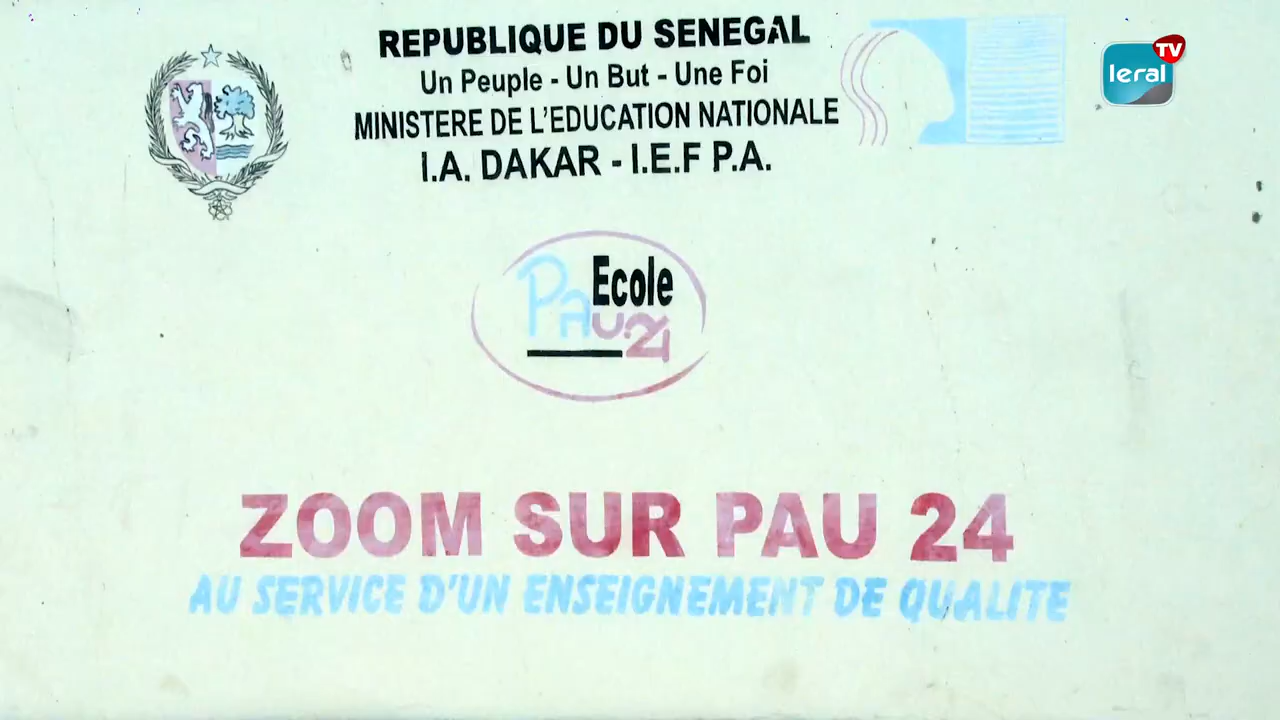 REPUBLIQUE DU SENEGAL
Un Peuple - Un But - Une Foi
MINISTERE DE L'EDUCATION NATIONALE
I.A. DAKAR - I.E.F P.A.
leral TV
Ecole
PAU 24
ZOOM SUR PAU 24
AU SERVICE D'UN ENSEIGNEMENT DE QUALITE